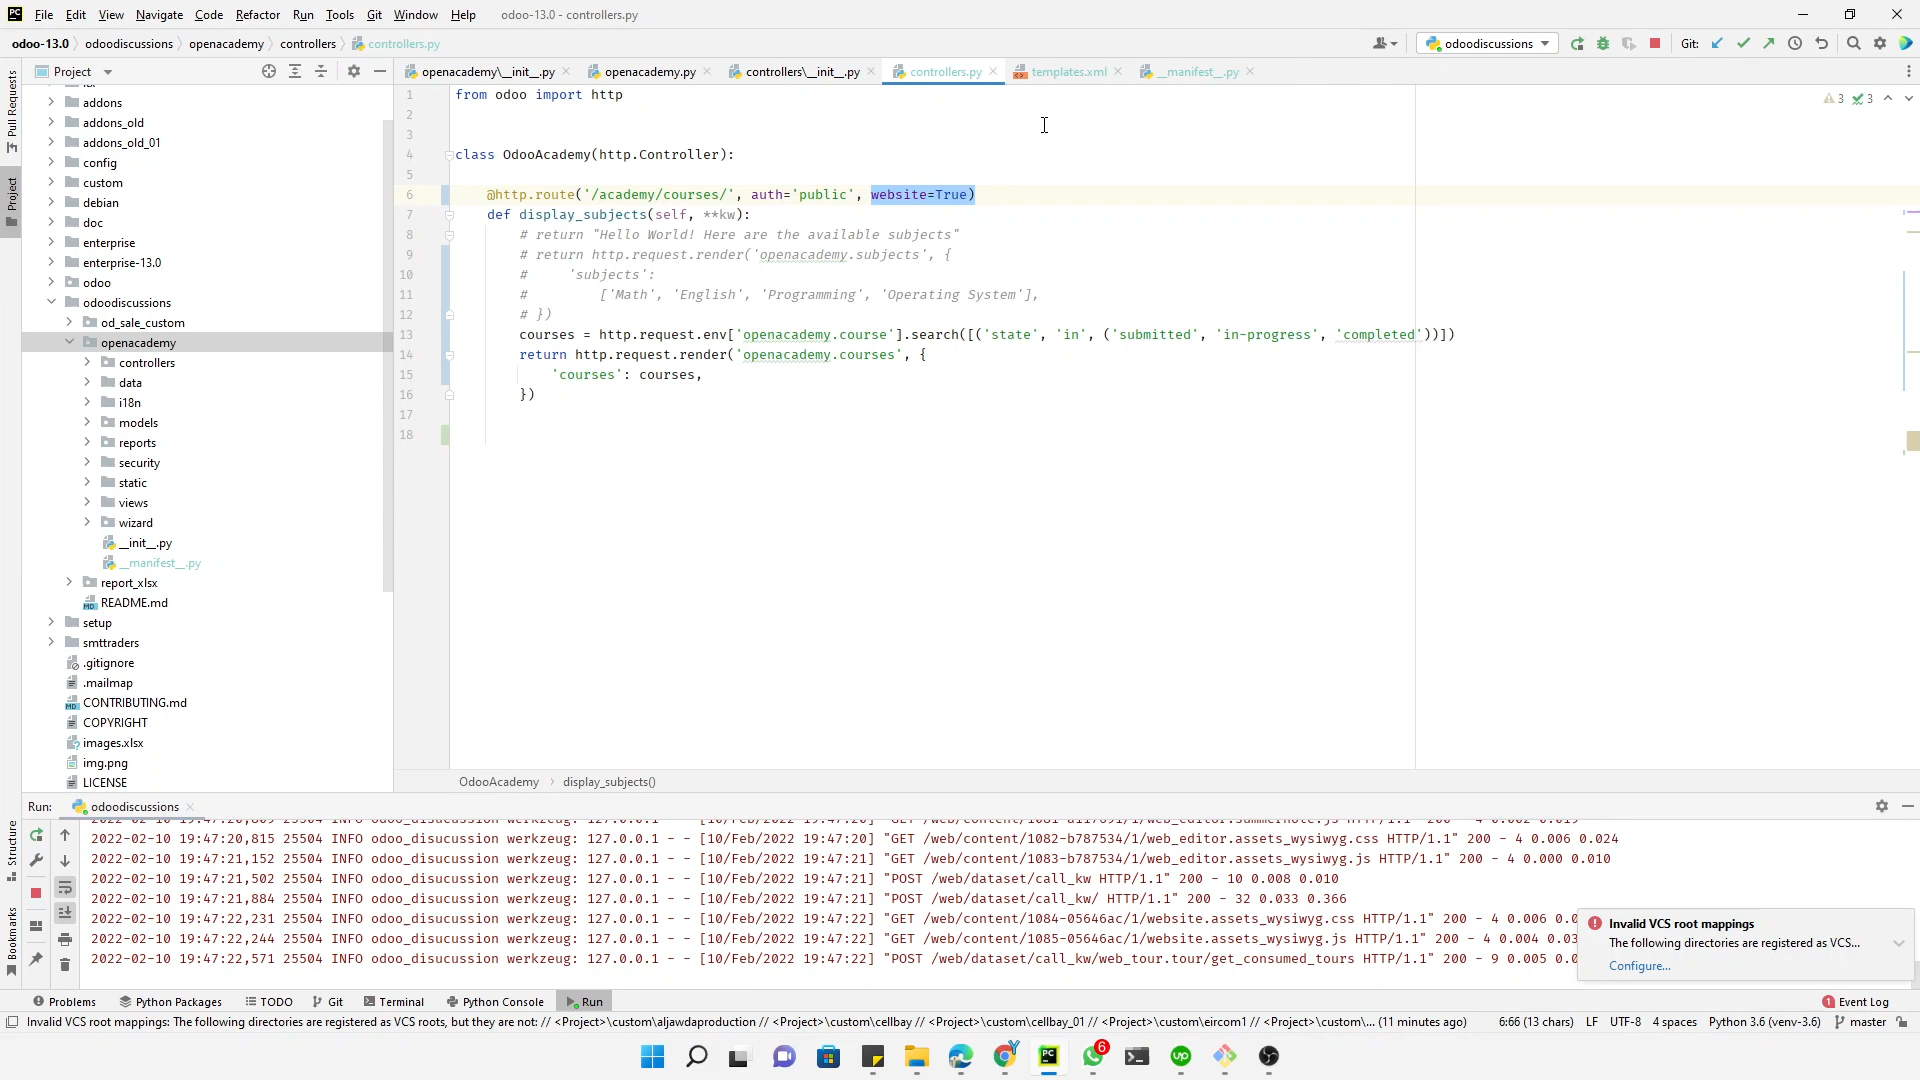 PC File Edit View Navigate Code Refactor Run Tools Git Window Help odoo-13.0 - controllers.py
odoo-13.0 odoodiscussions openacademy controllers controllers.py odoodiscussions Git:
Project openacademy\__init__.py openacademy.py controllers\__init__.py controllers.py templates.xml __manifest__.py
Pull Requests
Project
Structure
Bookmarks
addons
addons_old
addons_old_01
config
custom
debian
doc
enterprise
enterprise-13.0
odoo
odoodiscussions
od_sale_custom
openacademy
controllers
data
i18n
models
reports
security
static
views
wizard
__init__.py
__manifest__.py
report_xlsx
README.md
setup
smttraders
.gitignore
.mailmap
CONTRIBUTING.md
COPYRIGHT
images.xlsx
img.png
LICENSE
3 3
1 from odoo import http
2
3
4 class OdooAcademy(http.Controller):
5
6 @http.route('/academy/courses/', auth='public', website=True)
7 def display_subjects(self, **kw):
8 # return "Hello World! Here are the available subjects"
9 # return http.request.render('openacademy.subjects', {
10 # 'subjects':
11 # ['Math', 'English', 'Programming', 'Operating System'],
12 # })
13 courses = http.request.env['openacademy.course'].search([('state', 'in', ('submitted', 'in-progress', 'completed'))])
14 return http.request.render('openacademy.courses', {
15 'courses': courses,
16 })
17
18
OdooAcademy display_subjects()
Run: odoodiscussions
2022-02-10 19:47:20,815 25504 INFO odoo_disucussion werkzeug: 127.0.0.1 - - [10/Feb/2022 19:47:20] "GET /web/content/1082-b787534/1/web_editor.assets_wysiwyg.css HTTP/1.1" 200 - 4 0.006 0.024
2022-02-10 19:47:21,152 25504 INFO odoo_disucussion werkzeug: 127.0.0.1 - - [10/Feb/2022 19:47:21] "GET /web/content/1083-b787534/1/web_editor.assets_wysiwyg.js HTTP/1.1" 200 - 4 0.000 0.010
2022-02-10 19:47:21,502 25504 INFO odoo_disucussion werkzeug: 127.0.0.1 - - [10/Feb/2022 19:47:21] "POST /web/dataset/call_kw HTTP/1.1" 200 - 10 0.008 0.010
2022-02-10 19:47:21,884 25504 INFO odoo_disucussion werkzeug: 127.0.0.1 - - [10/Feb/2022 19:47:21] "POST /web/dataset/call_kw/ HTTP/1.1" 200 - 32 0.033 0.366
2022-02-10 19:47:22,231 25504 INFO odoo_disucussion werkzeug: 127.0.0.1 - - [10/Feb/2022 19:47:22] "GET /web/content/1084-05646ac/1/website.assets_wysiwyg.css HTTP/1.1" 200 - 4 0.006 0.0
2022-02-10 19:47:22,244 25504 INFO odoo_disucussion werkzeug: 127.0.0.1 - - [10/Feb/2022 19:47:22] "GET /web/content/1085-05646ac/1/website.assets_wysiwyg.js HTTP/1.1" 200 - 4 0.004 0.03
2022-02-10 19:47:22,571 25504 INFO odoo_disucussion werkzeug: 127.0.0.1 - - [10/Feb/2022 19:47:22] "POST /web/dataset/call_kw/web_tour.tour/get_consumed_tours HTTP/1.1" 200 - 9 0.005 0.0
Invalid VCS root mappings
The following directories are registered as VCS...
Configure...
Problems Python Packages TODO Git Terminal Python Console Run 1 Event Log
Invalid VCS root mappings: The following directories are registered as VCS roots, but they are not: // <Project>\custom\aljawdaproduction // <Project>\custom\cellbay // <Project>\custom\cellbay_01 // <Project>\custom\eircom1 // <Project>\custom\... (11 minutes ago) 6:66 (13 chars) LF UTF-8 4 spaces Python 3.6 (venv-3.6) master
PC 6 up